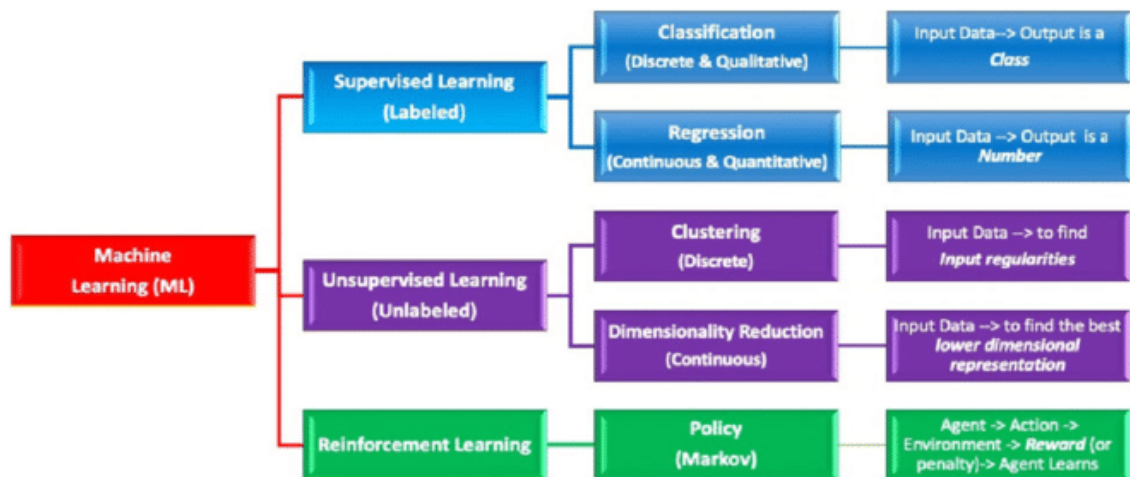 Machine
Learning (ML)
Supervised Learning
(Labeled)
Classification
(Discrete & Qualitative)
Input Data--> Output is a
Class
Regression
(Continuous & Quantitative)
Input Data --> Output is a
Number
Unsupervised Learning
(Unlabeled)
Clustering
(Discrete)
Input Data --> to find
Input regularities
Dimensionality Reduction
(Continuous)
Input Data --> to find the best
lower dimensional
representation
Reinforcement Learning
Policy
(Markov)
Agent -> Action ->
Environment -> Reward (or
penalty)-> Agent Learns